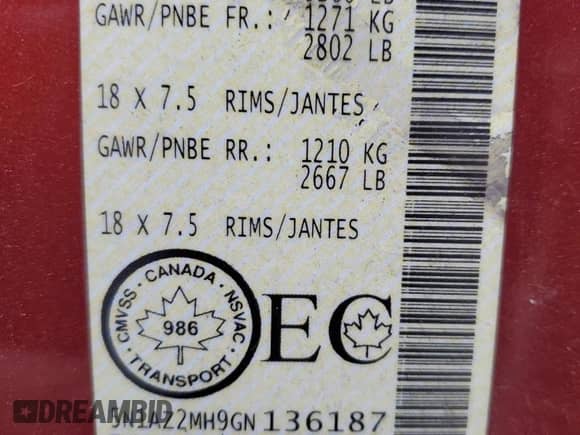 GAWR/PNBE FR.: 1271 KG
2802 LB
18 X 7.5 RIMS/JANTES
GAWR/PNBE RR.: 1210 KG
2667 LB
18 X 7.5 RIMS/JANTES
CMVSS · CANADA · NSVAC
986
TRANSPORT
EC
5N1AZ2MH9GN136187
DREAMBID